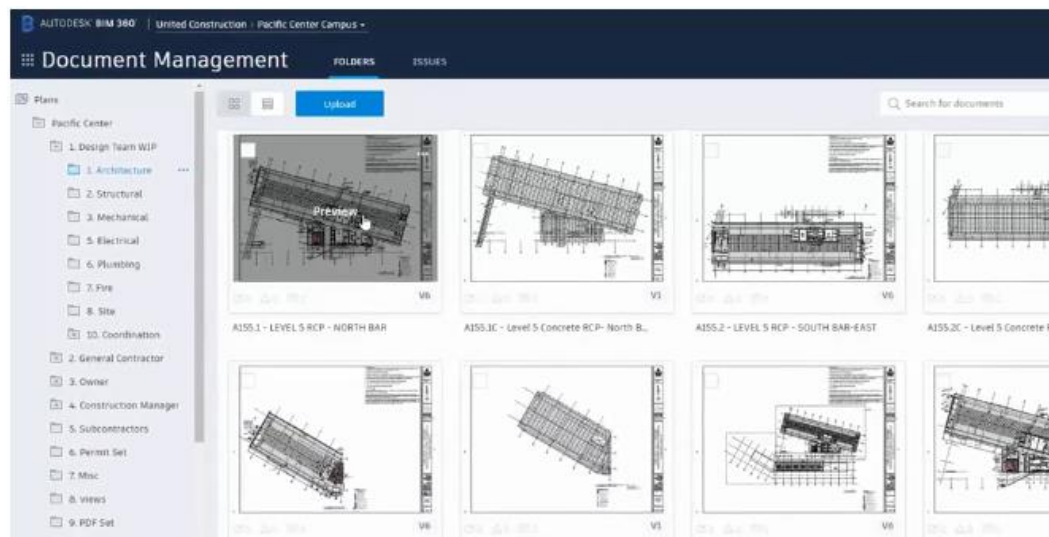 AUTODESK BIM 360 | United Construction › Pacific Center Campus
Document Management
FOLDERS
ISSUES
Plans
Pacific Center
1. Design Team WIP
1. Architecture
2. Structural
3. Mechanical
5. Electrical
6. Plumbing
7. Fire
8. Site
10. Coordination
2. General Contractor
3. Owner
4. Construction Manager
5. Subcontractors
6. Permit Set
7. Misc
8. Views
9. PDF Set
Upload
Search for documents
Preview
V6
V1
V6
A155.1 - LEVEL 5 RCP - NORTH BAR
A155.1C - Level 5 Concrete RCP- North B...
A155.2 - LEVEL 5 RCP - SOUTH BAR-EAST
A155.2C - Level 5 Concrete
V6
V1
V6